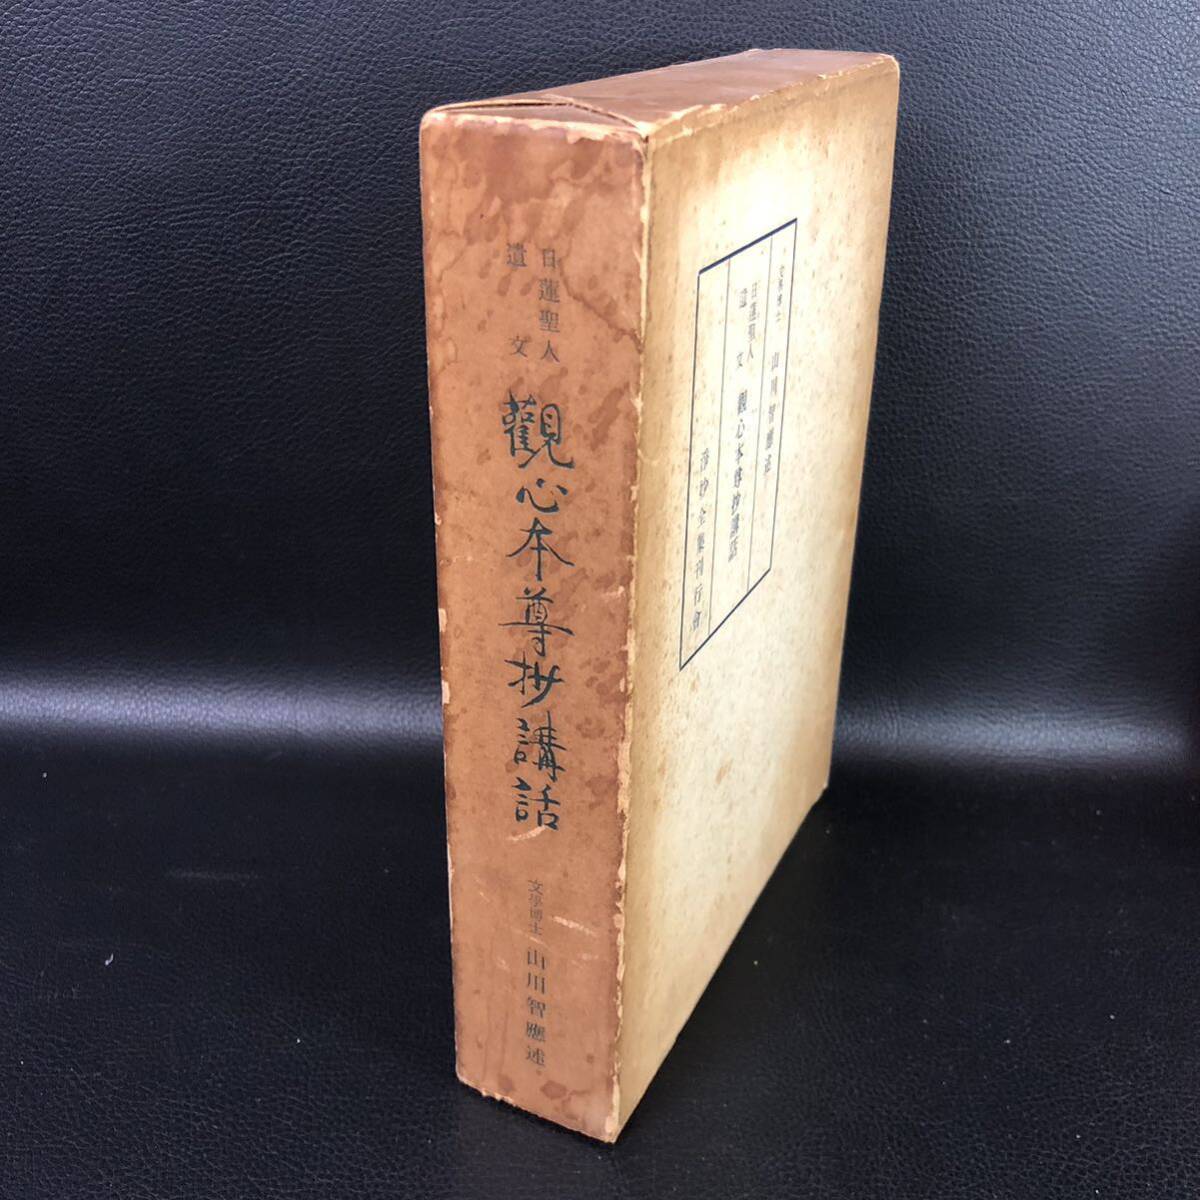 日蓮聖人
遺文
觀心本尊抄講話
文學博士 山川智應述
文學博士 山川智應述
日蓮聖人
遺文
觀心本尊抄講話
淨妙全集刊行會